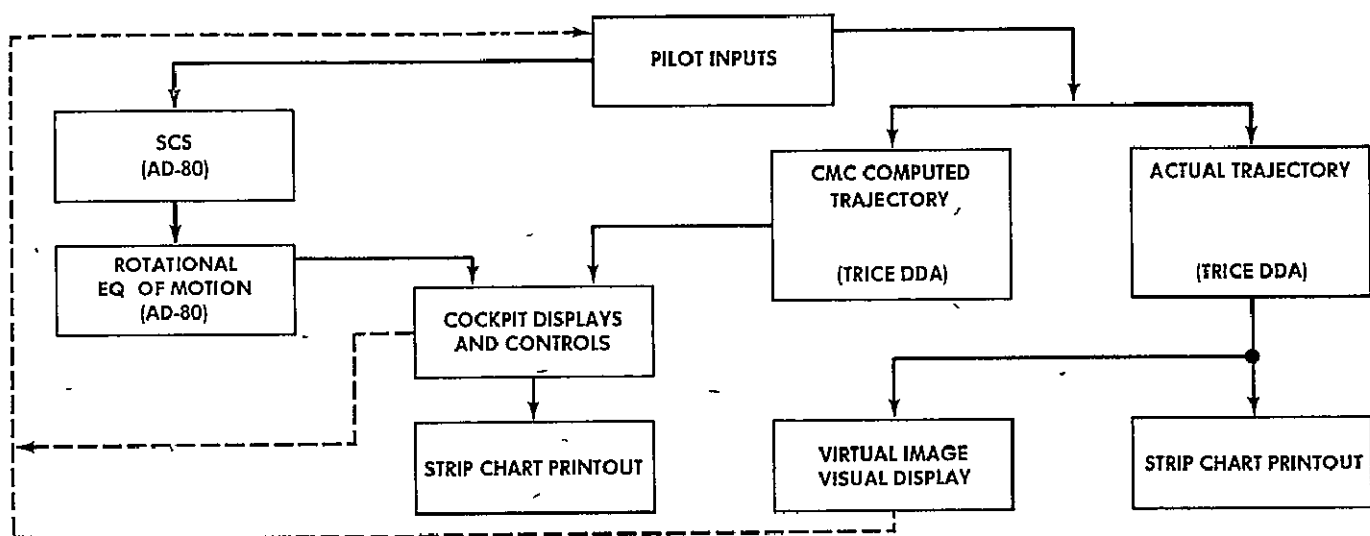 PILOT INPUTS
SCS
(AD-80)
CMC COMPUTED
TRAJECTORY
(TRICE DDA)
ACTUAL TRAJECTORY
(TRICE DDA)
ROTATIONAL
EQ OF MOTION
(AD-80)
COCKPIT DISPLAYS
AND CONTROLS
STRIP CHART PRINTOUT
VIRTUAL IMAGE
VISUAL DISPLAY
STRIP CHART PRINTOUT